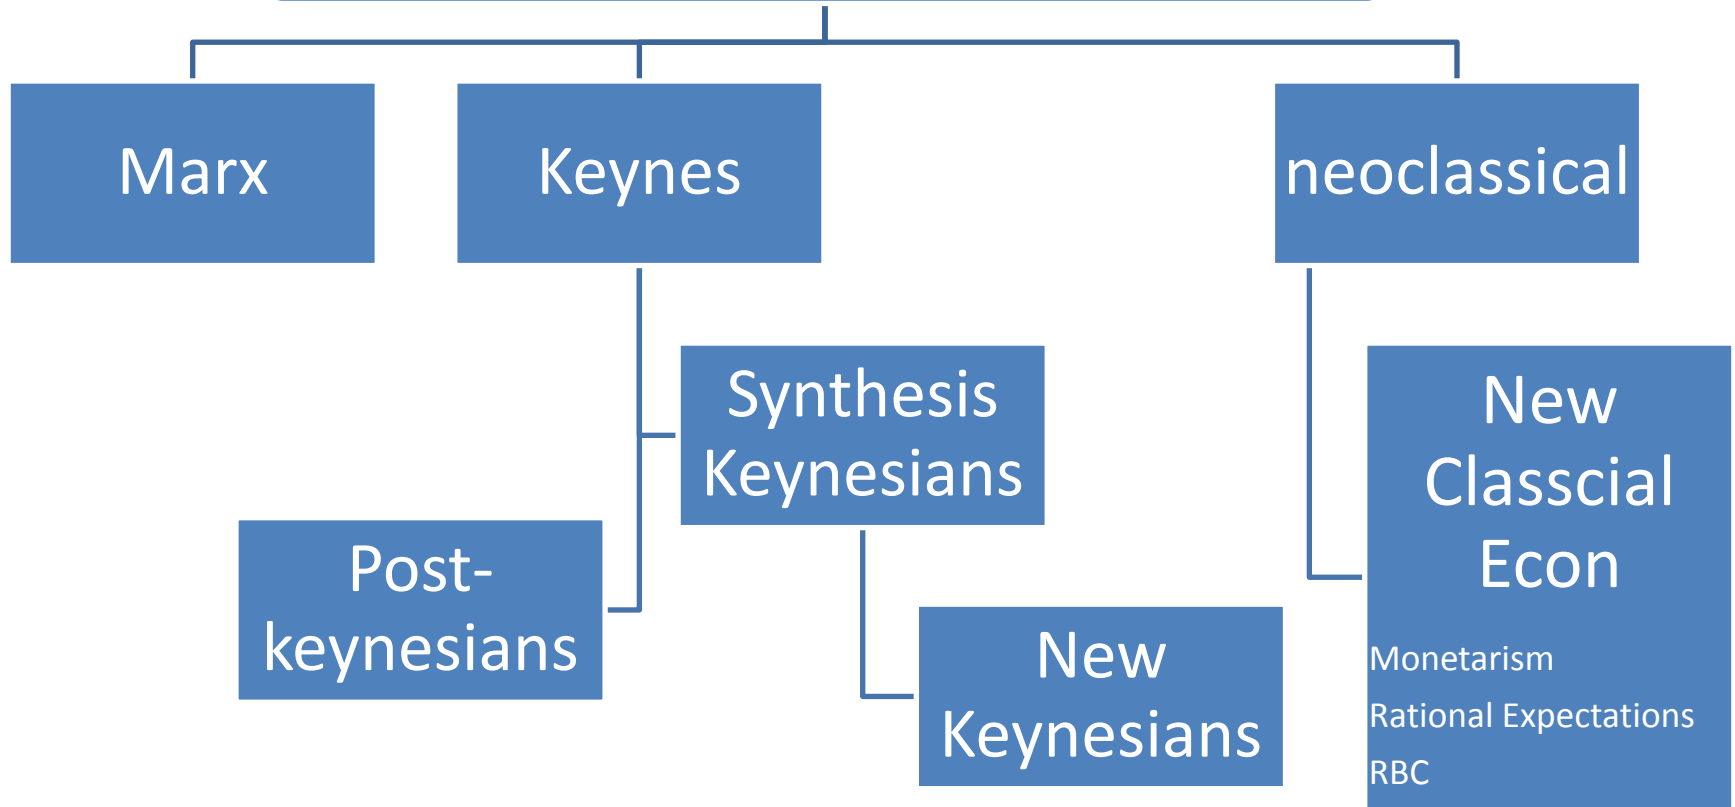 Marx
Keynes
neoclassical
Synthesis
Keynesians
Post-
keynesians
New
Keynesians
New
Classcial
Econ
Monetarism
Rational Expectations
RBC